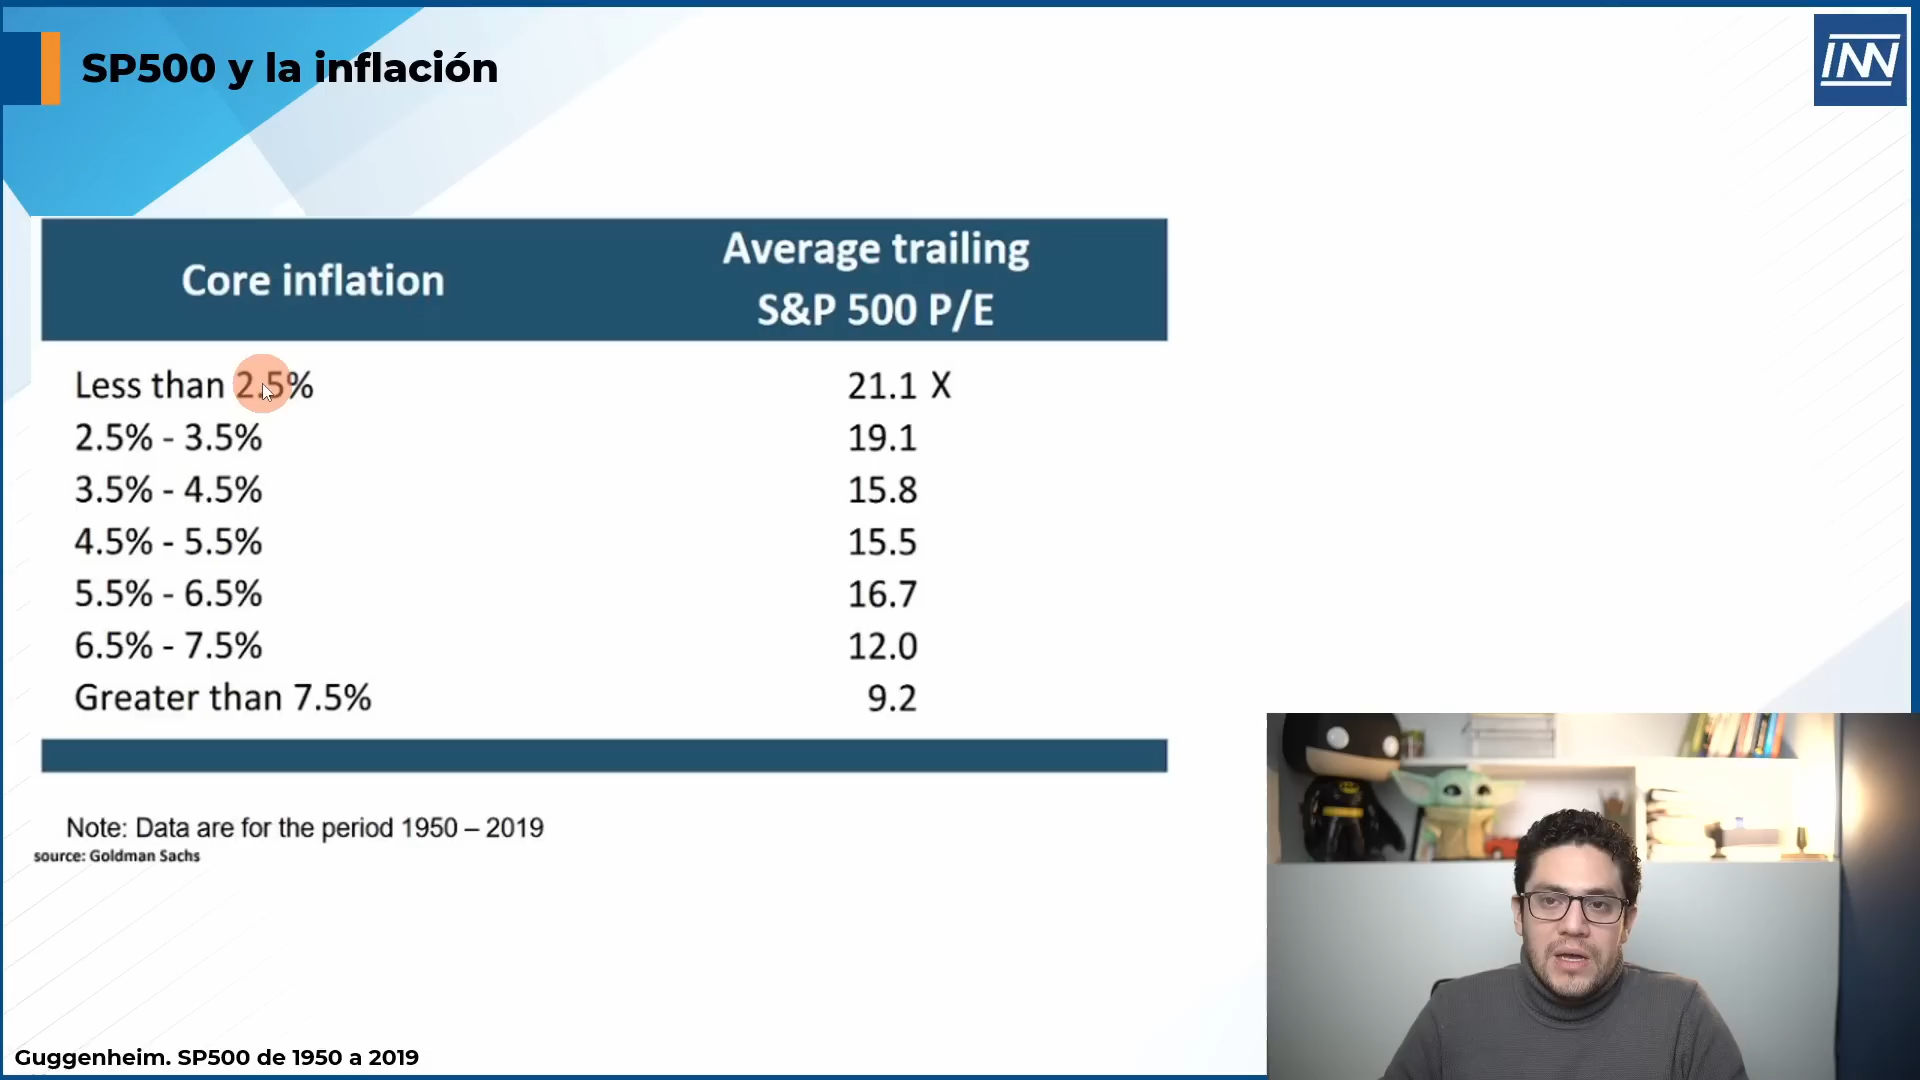 SP500 y la inflación
INN
Core inflation
Average trailing
S&P 500 P/E
Less than 2.5% 21.1 X
2.5% - 3.5% 19.1
3.5% - 4.5% 15.8
4.5% - 5.5% 15.5
5.5% - 6.5% 16.7
6.5% - 7.5% 12.0
Greater than 7.5% 9.2
Note: Data are for the period 1950 – 2019
source: Goldman Sachs
Guggenheim. SP500 de 1950 a 2019